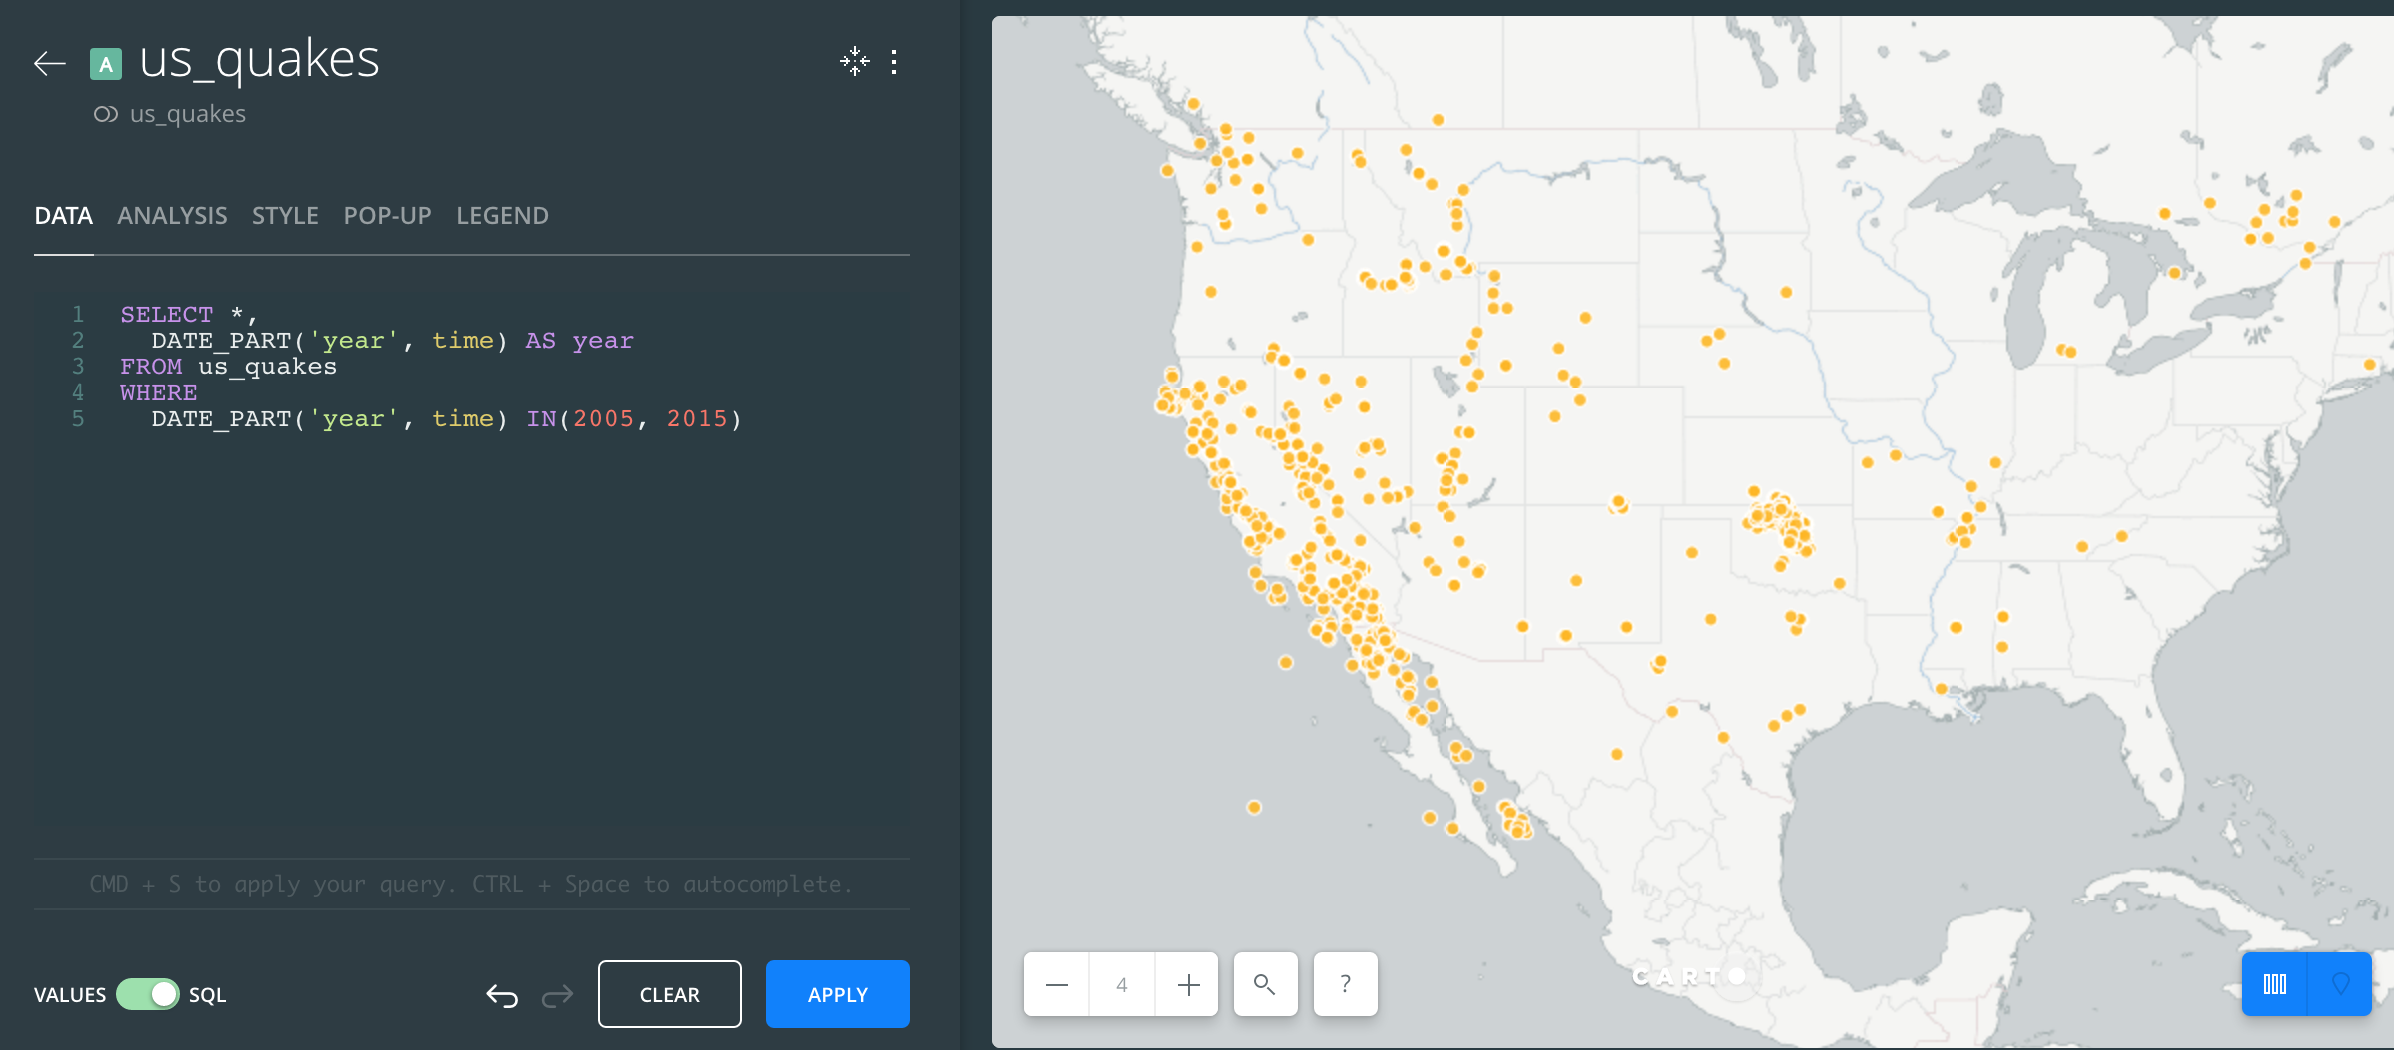 A us_quakes
us_quakes
DATA ANALYSIS STYLE POP-UP LEGEND
1 SELECT *,
2 DATE_PART('year', time) AS year
3 FROM us_quakes
4 WHERE
5 DATE_PART('year', time) IN(2005, 2015)
CMD + S to apply your query. CTRL + Space to autocomplete.
VALUES SQL CLEAR APPLY
4 ?
CARTO